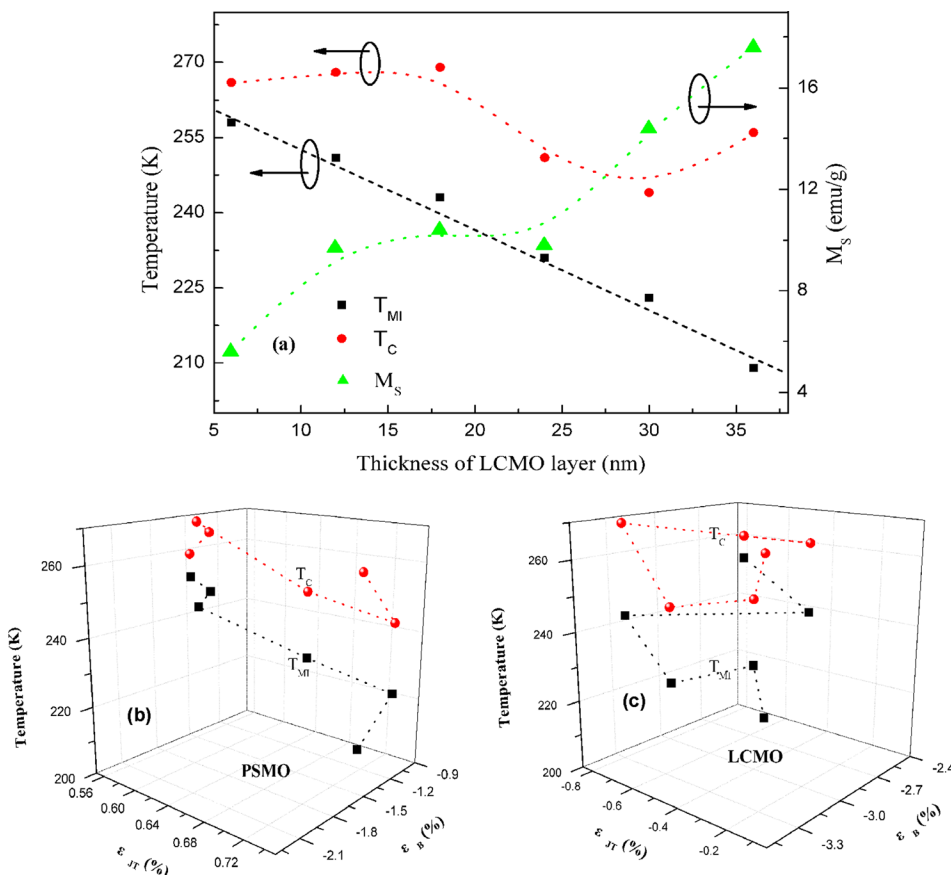 270
255
240
225
210
Temperature (K)
16
12
8
4
M_S (emu/g)
T_MI
T_C
M_S
(a)
5 10 15 20 25 30 35
Thickness of LCMO layer (nm)
260
240
220
200
Temperature (K)
T_C
T_MI
(b)
PSMO
0.56 0.60 0.64 0.68 0.72
ε_JT (%)
-2.1 -1.8 -1.5 -1.2 -0.9
ε_B (%)
260
240
220
200
Temperature (K)
T_C
T_MI
(c)
LCMO
-0.8 -0.6 -0.4 -0.2
ε_JT (%)
-3.3 -3.0 -2.7 -2.4
ε_B (%)